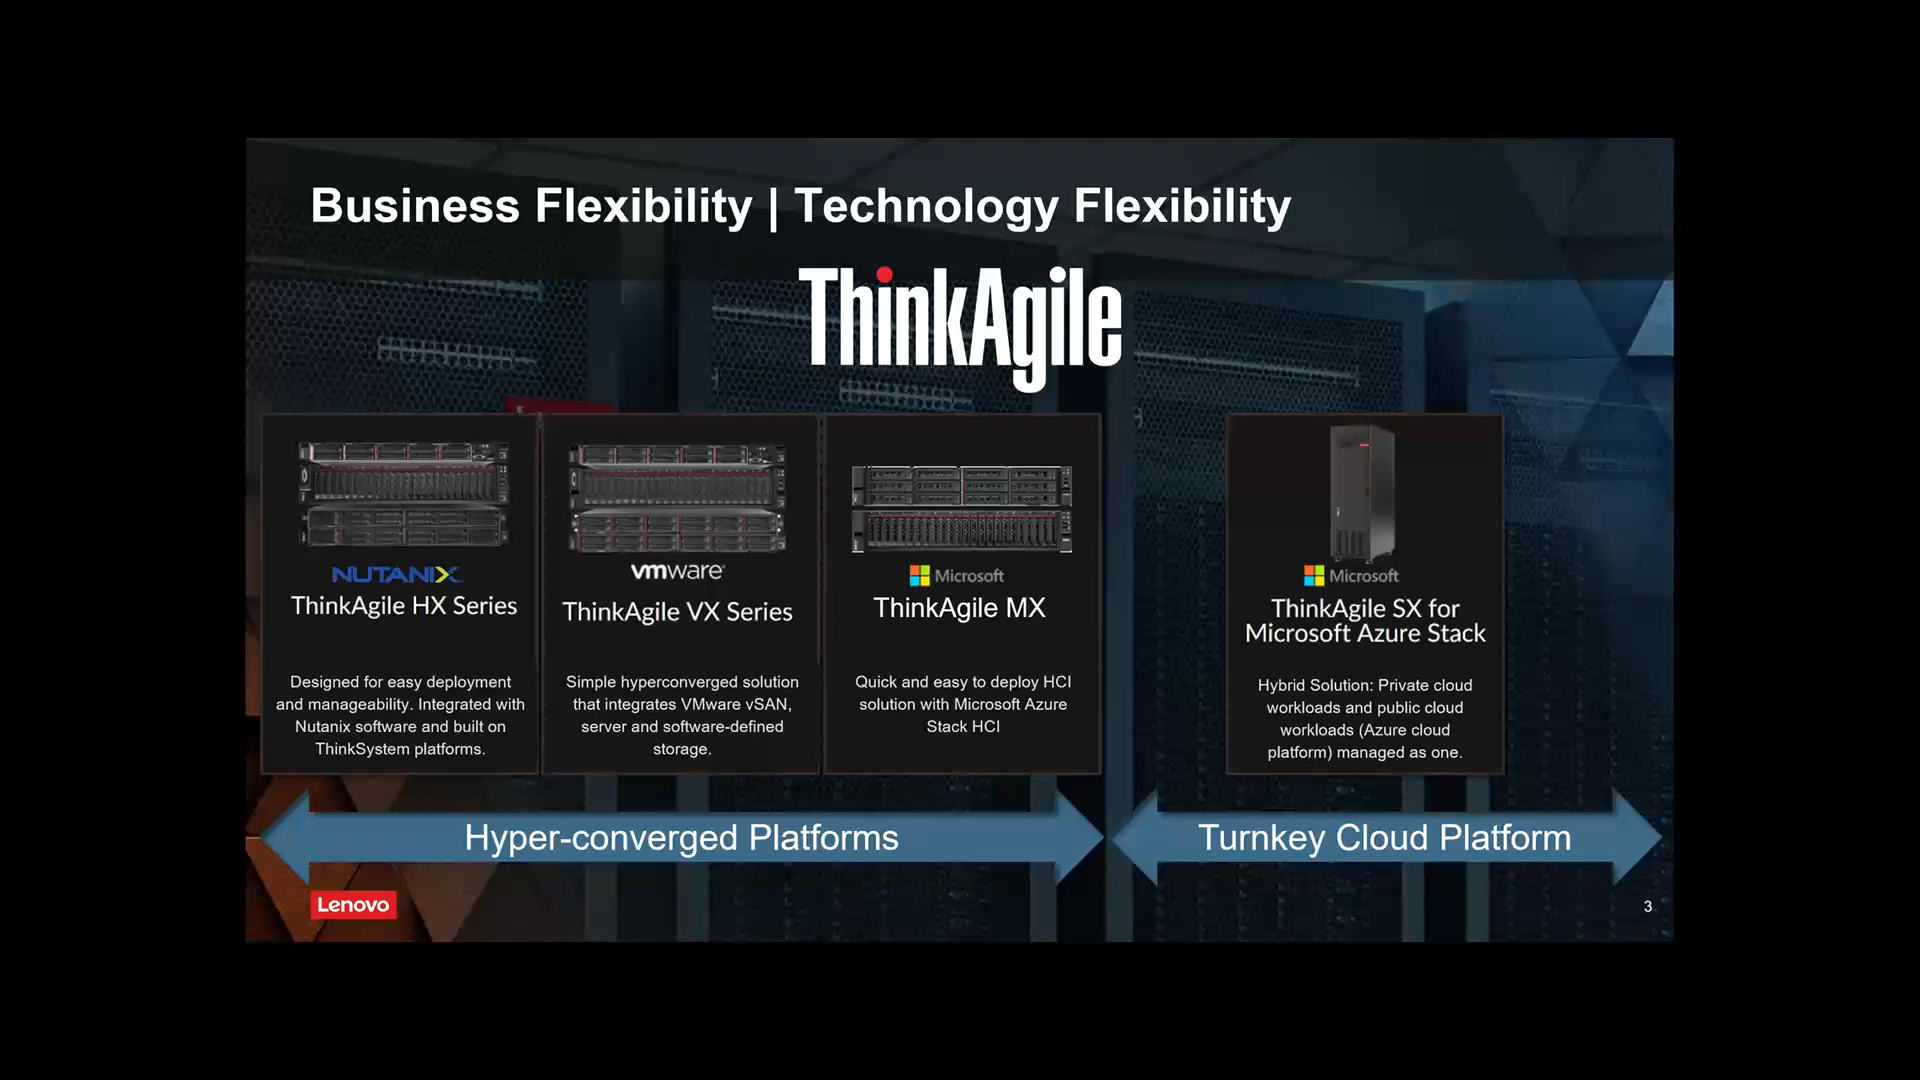 Business Flexibility | Technology Flexibility
ThinkAgile
NUTANIX
ThinkAgile HX Series
Designed for easy deployment
and manageability. Integrated with
Nutanix software and built on
ThinkSystem platforms.
vmware
ThinkAgile VX Series
Simple hyperconverged solution
that integrates VMware vSAN,
server and software-defined
storage.
Microsoft
ThinkAgile MX
Quick and easy to deploy HCI
solution with Microsoft Azure
Stack HCI
Microsoft
ThinkAgile SX for
Microsoft Azure Stack
Hybrid Solution: Private cloud
workloads and public cloud
workloads (Azure cloud
platform) managed as one.
Hyper-converged Platforms
Turnkey Cloud Platform
Lenovo
3